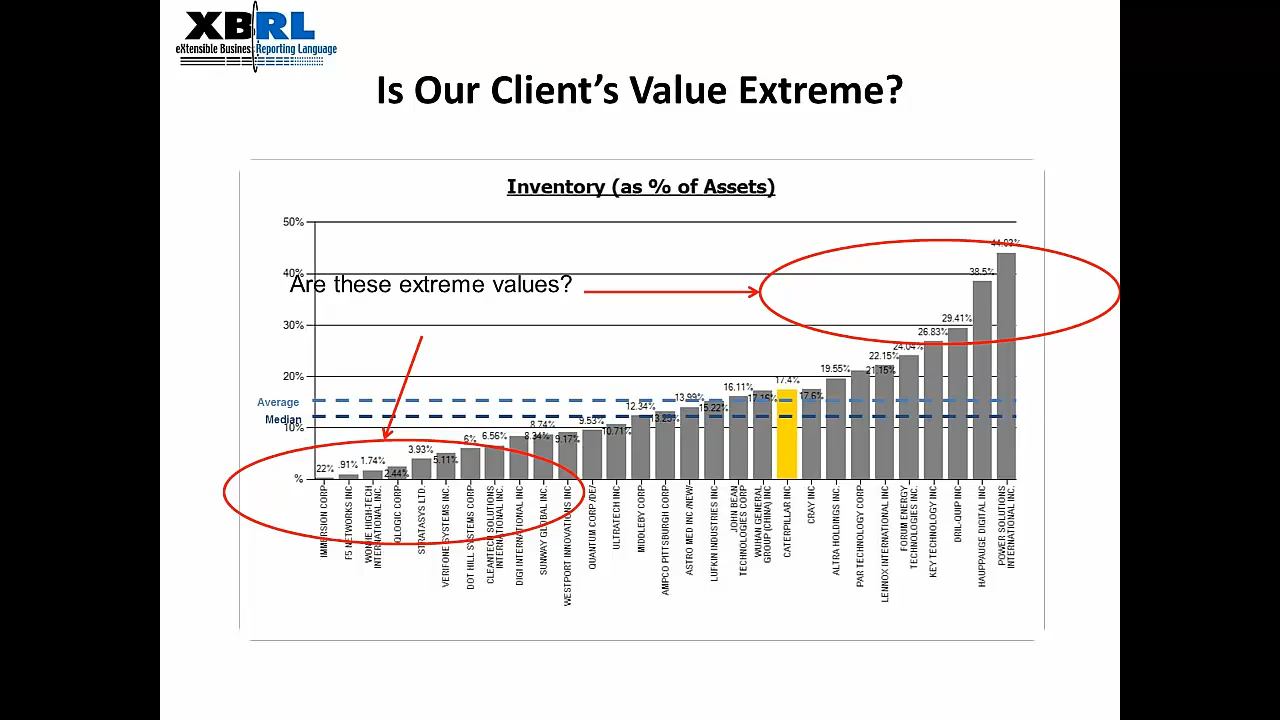 XBRL
eXtensible Business Reporting Language
Is Our Client's Value Extreme?
Inventory (as % of Assets)
50%
40%
30%
20%
10%
%
Are these extreme values?
Average
Median
22%
.91%
1.74%
2.44%
3.93%
5.11%
6%
6.56%
8.34%
8.74%
9.17%
9.53%
10.71%
12.34%
13.25%
13.99%
15.22%
16.11%
17.16%
17.4%
17.6%
19.55%
21.15%
22.15%
24.04%
26.83%
29.41%
38.5%
44.03%
IMMERSION CORP
F5 NETWORKS INC
WONHE HIGH-TECH
INTERNATIONAL INC.
QLOGIC CORP
STRATASYS LTD.
VERIFONE SYSTEMS INC.
DOT HILL SYSTEMS CORP
CLEANTECH SOLUTIONS
INTERNATIONAL INC.
DIGI INTERNATIONAL INC
SUNWAY GLOBAL INC.
WESTPORT INNOVATIONS INC
QUANTUM CORP /DE/
ULTRATECH INC
MIDDLEBY CORP
AMPCO PITTSBURGH CORP
ASTRO MED INC /NEW/
LUFKIN INDUSTRIES INC
JOHN BEAN
TECHNOLOGIES CORP
WUHAN GENERAL
GROUP (CHINA) INC
CATERPILLAR INC
CRAY INC
ALTRA HOLDINGS INC.
PAR TECHNOLOGY CORP
LENNOX INTERNATIONAL INC
FORUM ENERGY
TECHNOLOGIES INC.
KEY TECHNOLOGY INC
DRIL-QUIP INC
HAUPPAUGE DIGITAL INC
POWER SOLUTIONS
INTERNATIONAL INC.